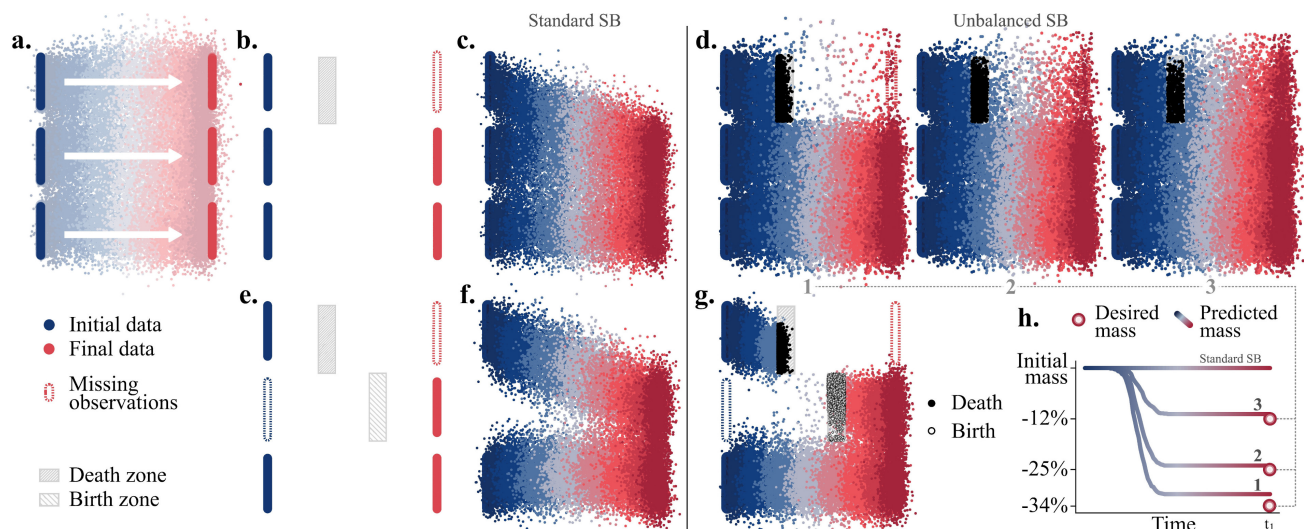 Standard SB
Unbalanced SB
a.
b.
c.
d.
1
2
3
e.
f.
g.
h.
Initial data
Final data
Missing
observations
Death zone
Birth zone
Death
Birth
Desired
mass
Predicted
mass
Initial
mass
Standard SB
-12%
-25%
-34%
3
2
1
Time
t₁